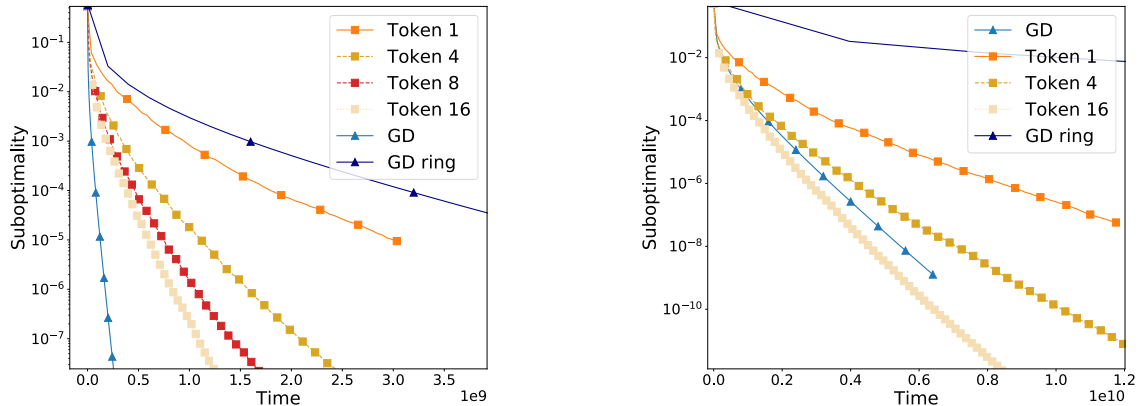 Token 1
Token 4
Token 8
Token 16
GD
GD ring
Suboptimality
10⁻¹
10⁻²
10⁻³
10⁻⁴
10⁻⁵
10⁻⁶
10⁻⁷
0.0 0.5 1.0 1.5 2.0 2.5 3.0 3.5
Time
1e9
GD
Token 1
Token 4
Token 16
GD ring
Suboptimality
10⁻²
10⁻⁴
10⁻⁶
10⁻⁸
10⁻¹⁰
0.0 0.2 0.4 0.6 0.8 1.0 1.2
Time
1e10